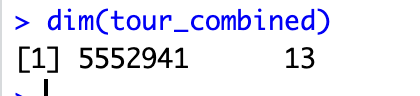 > dim(tour_combined)
[1] 5552941      13
>